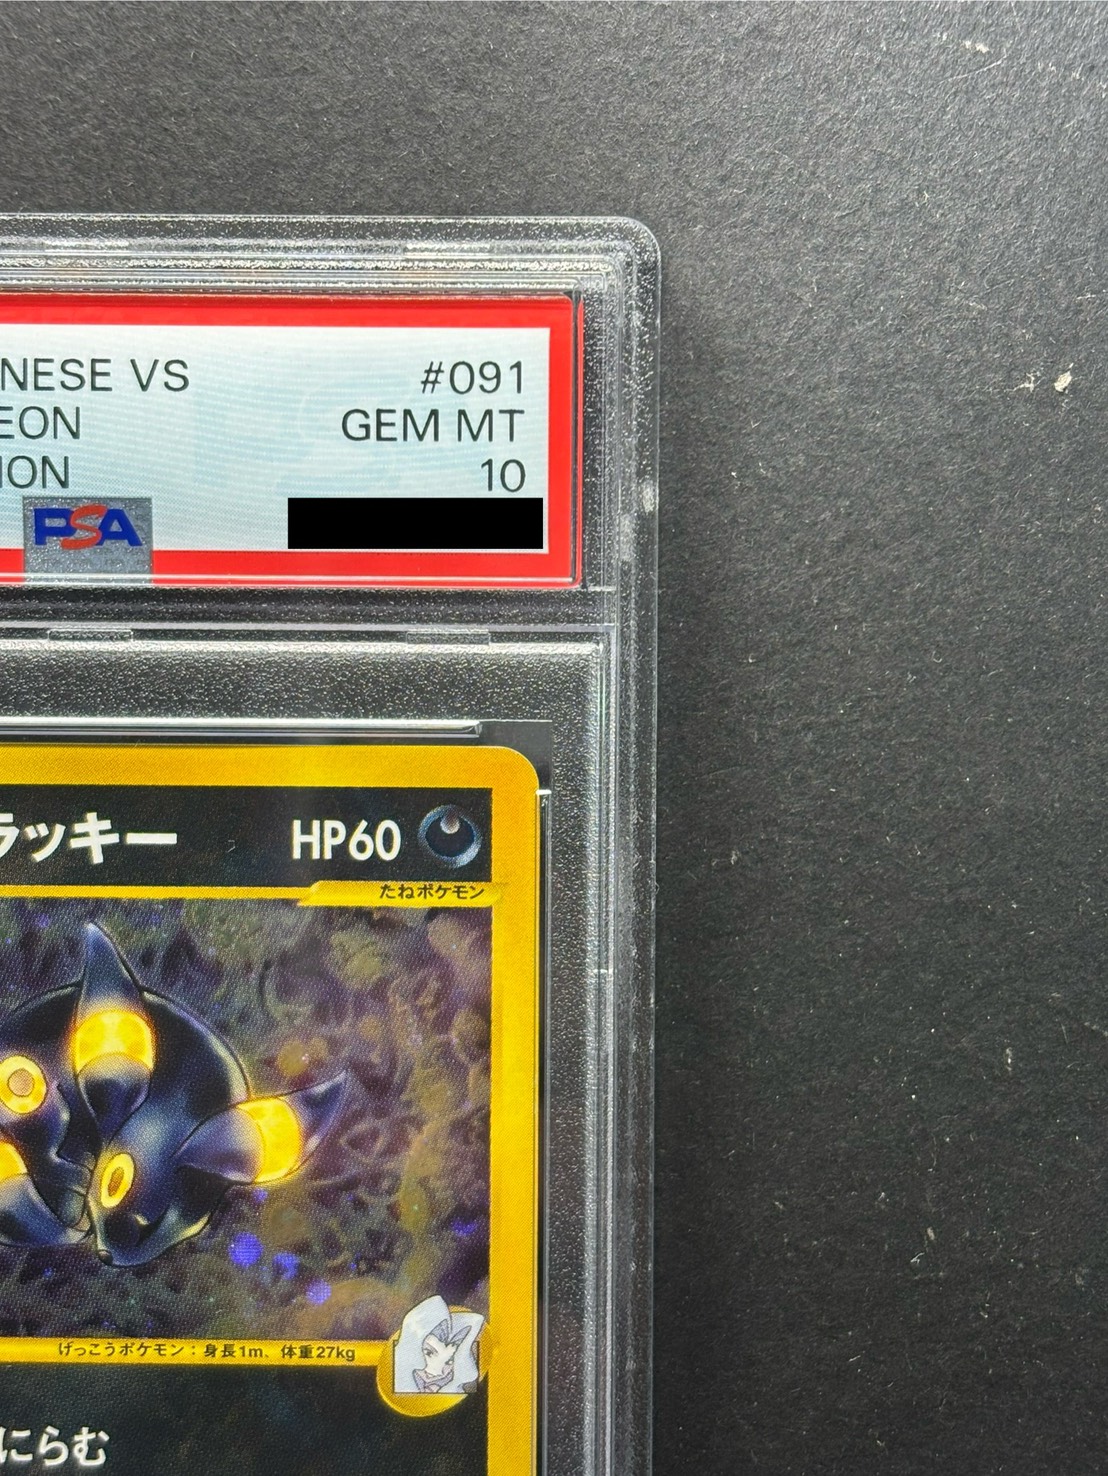 NESE VS #091
EON GEM MT
ION 10
PSA
ラッキー HP60
たねポケモン
げっこうポケモン：身長1m、体重27kg
にらむ